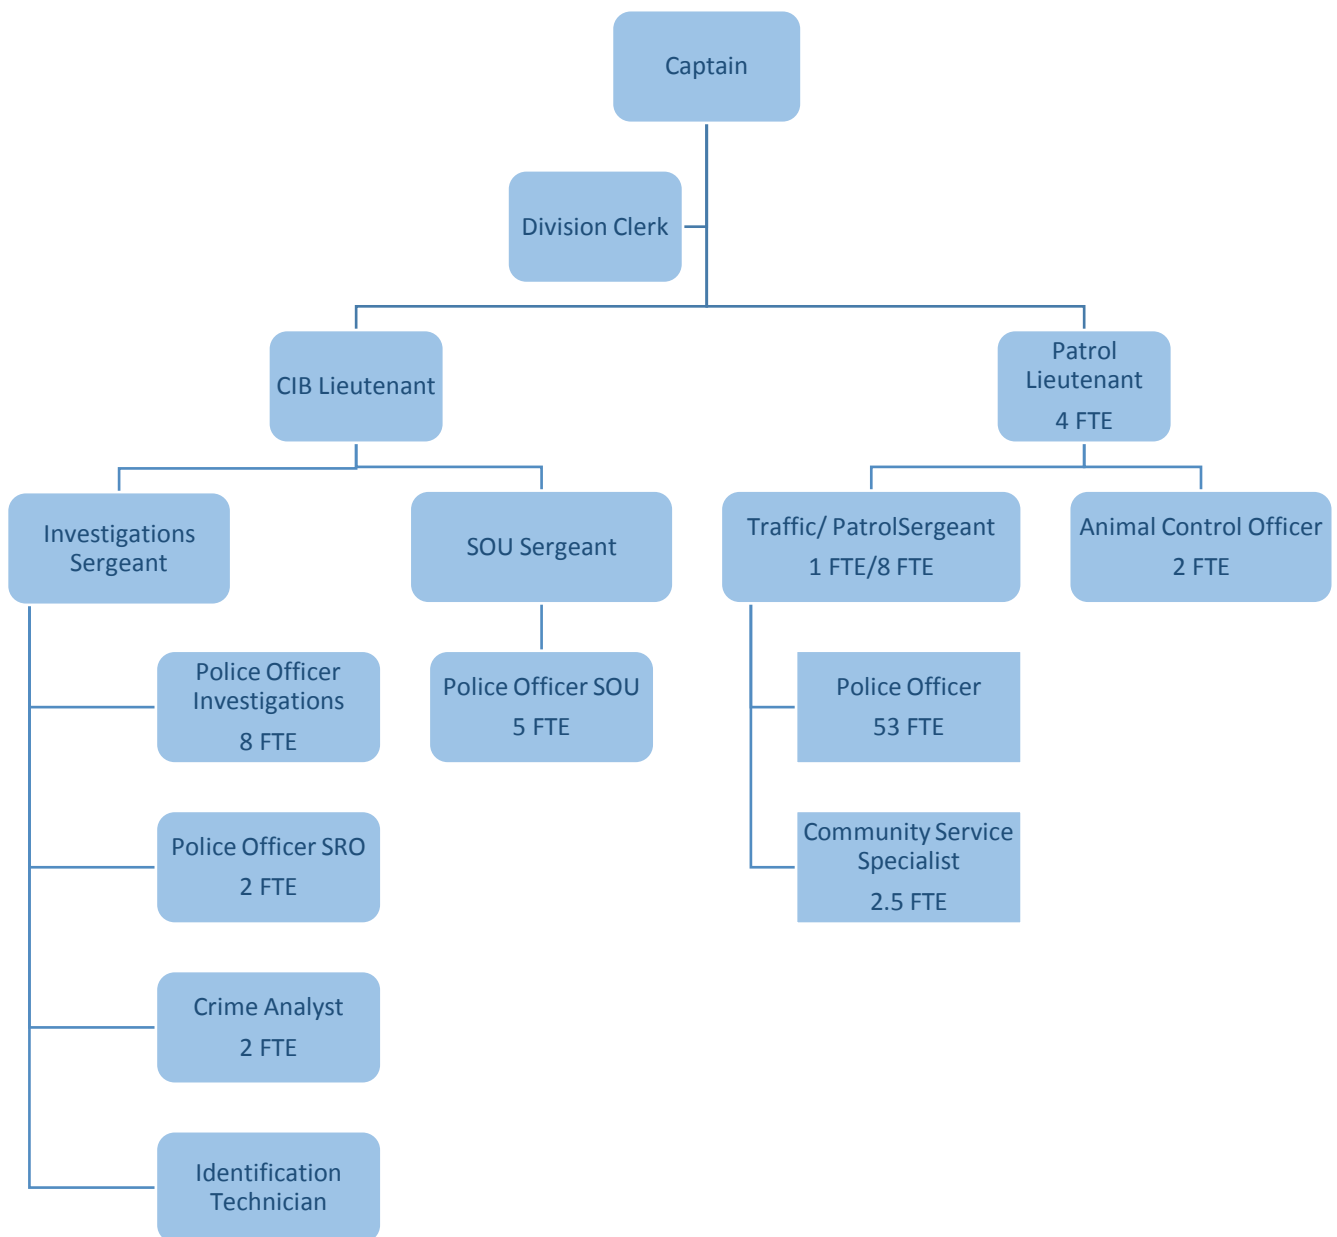 Captain
Division Clerk
CIB Lieutenant
Patrol
Lieutenant
4 FTE
Investigations
Sergeant
SOU Sergeant
Traffic/ PatrolSergeant
1 FTE/8 FTE
Animal Control Officer
2 FTE
Police Officer
Investigations
8 FTE
Police Officer SOU
5 FTE
Police Officer
53 FTE
Police Officer SRO
2 FTE
Community Service
Specialist
2.5 FTE
Crime Analyst
2 FTE
Identification
Technician